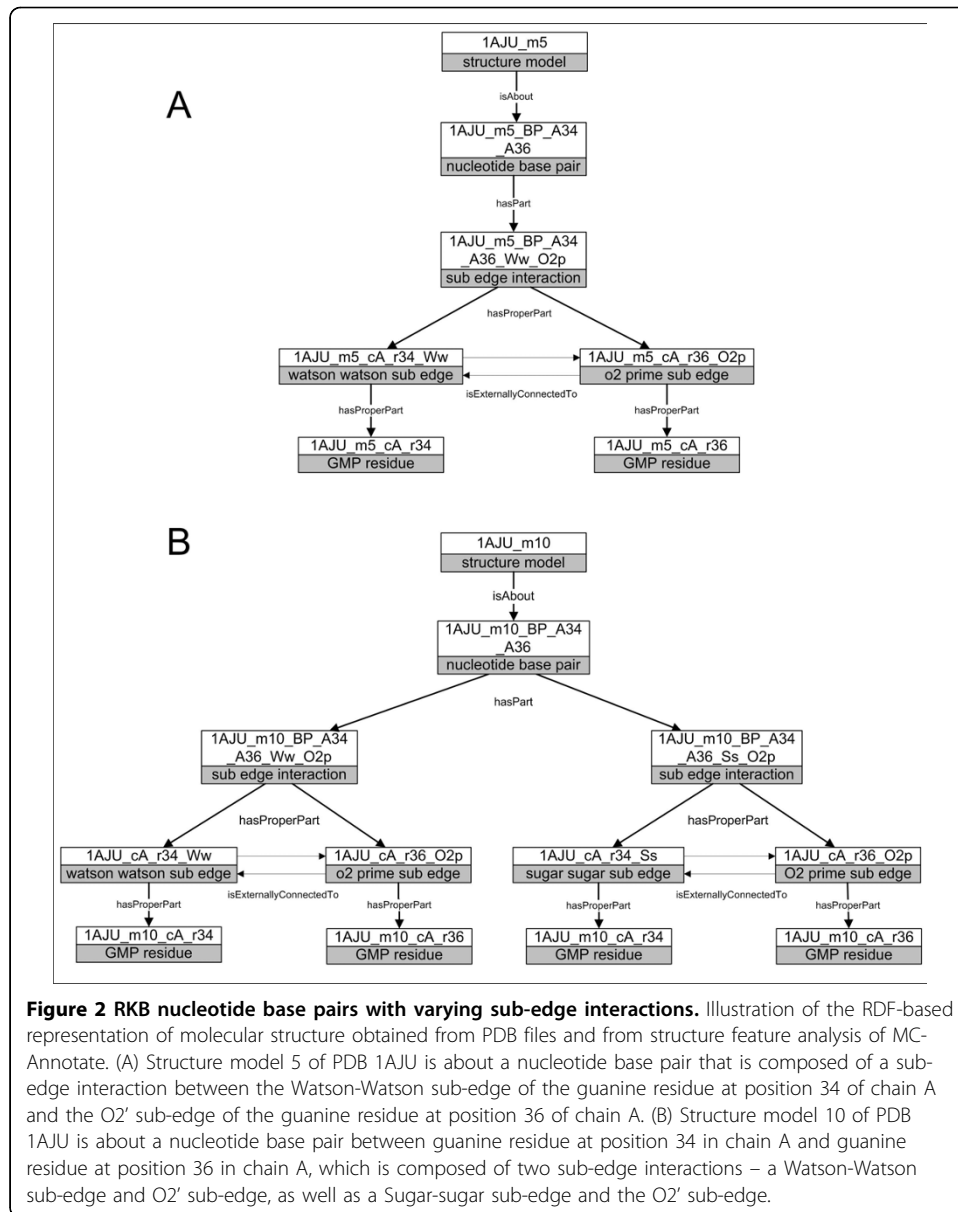 A
1AJU_m5
structure model
isAbout
1AJU_m5_BP_A34
_A36
nucleotide base pair
hasPart
1AJU_m5_BP_A34
_A36_Ww_O2p
sub edge interaction
hasProperPart
1AJU_m5_cA_r34_Ww
watson watson sub edge
1AJU_m5_cA_r36_O2p
o2 prime sub edge
isExternallyConnectedTo
hasProperPart
hasProperPart
1AJU_m5_cA_r34
GMP residue
1AJU_m5_cA_r36
GMP residue
B
1AJU_m10
structure model
isAbout
1AJU_m10_BP_A34
_A36
nucleotide base pair
hasPart
1AJU_m10_BP_A34
_A36_Ww_O2p
sub edge interaction
1AJU_m10_BP_A34
_A36_Ss_O2p
sub edge interaction
hasProperPart
hasProperPart
1AJU_cA_r34_Ww
watson watson sub edge
1AJU_cA_r36_O2p
o2 prime sub edge
1AJU_cA_r34_Ss
sugar sugar sub edge
1AJU_cA_r36_O2p
O2 prime sub edge
isExternallyConnectedTo
isExternallyConnectedTo
hasProperPart
hasProperPart
hasProperPart
hasProperPart
1AJU_m10_cA_r34
GMP residue
1AJU_m10_cA_r36
GMP residue
1AJU_m10_cA_r34
GMP residue
1AJU_m10_cA_r36
GMP residue
Figure 2 RKB nucleotide base pairs with varying sub-edge interactions. Illustration of the RDF-based
representation of molecular structure obtained from PDB files and from structure feature analysis of MC-
Annotate. (A) Structure model 5 of PDB 1AJU is about a nucleotide base pair that is composed of a sub-
edge interaction between the Watson-Watson sub-edge of the guanine residue at position 34 of chain A
and the O2’ sub-edge of the guanine residue at position 36 of chain A. (B) Structure model 10 of PDB
1AJU is about a nucleotide base pair between guanine residue at position 34 in chain A and guanine
residue at position 36 in chain A, which is composed of two sub-edge interactions – a Watson-Watson
sub-edge and O2’ sub-edge, as well as a Sugar-sugar sub-edge and the O2’ sub-edge.